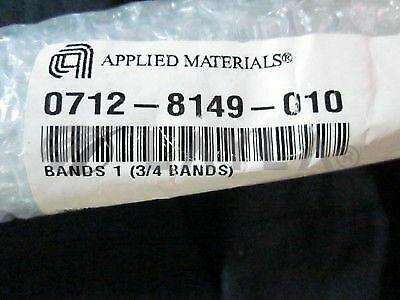 APPLIED MATERIALS®
0712-8149-010
BANDS 1 (3/4 BANDS)